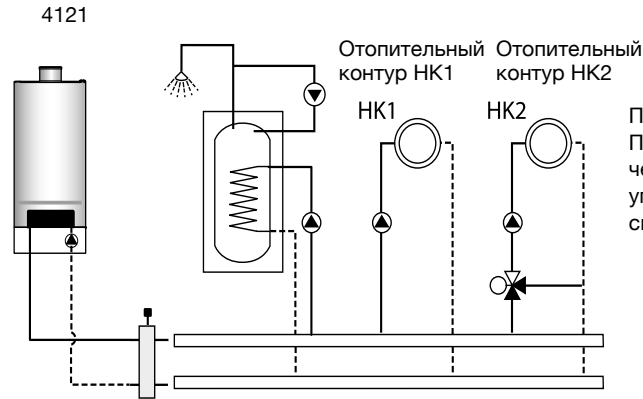 4121
Отопительный
контур НК1
Отопительный
контур НК2
НК1
НК2